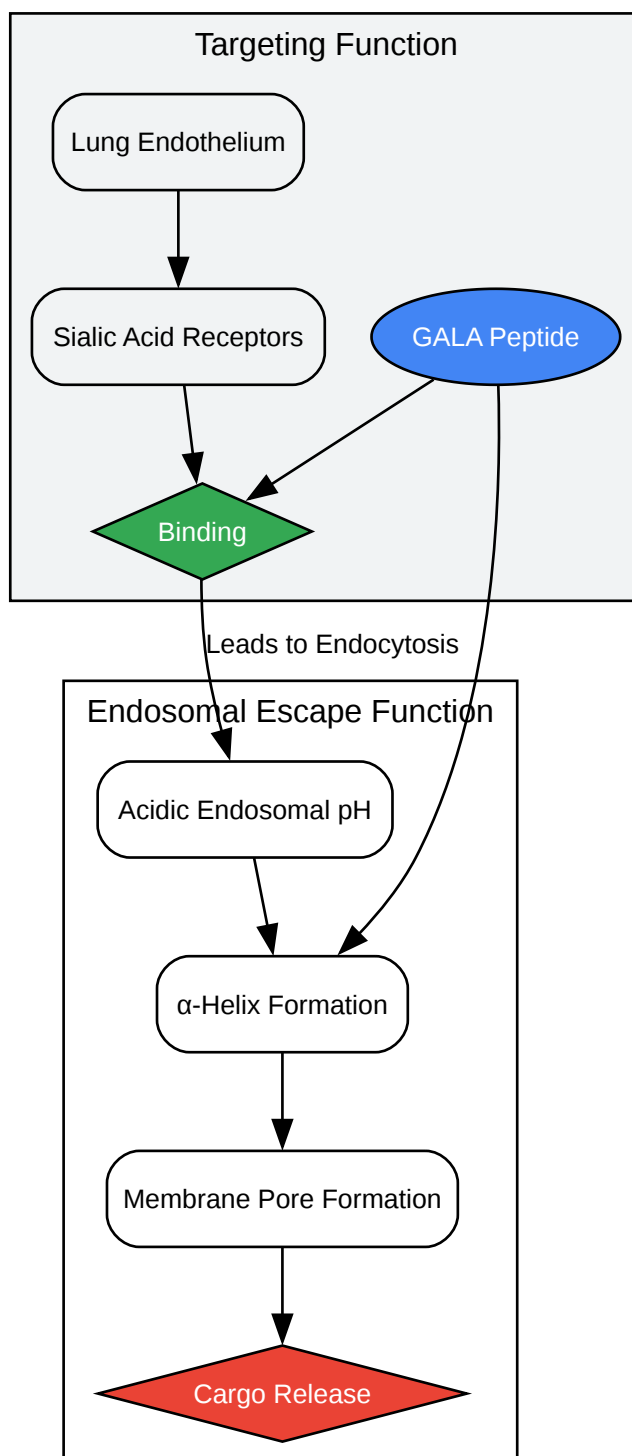 Targeting Function
Lung Endothelium
Sialic Acid Receptors
GALA Peptide
Binding
Leads to Endocytosis
Endosomal Escape Function
Acidic Endosomal pH
α-Helix Formation
Membrane Pore Formation
Cargo Release